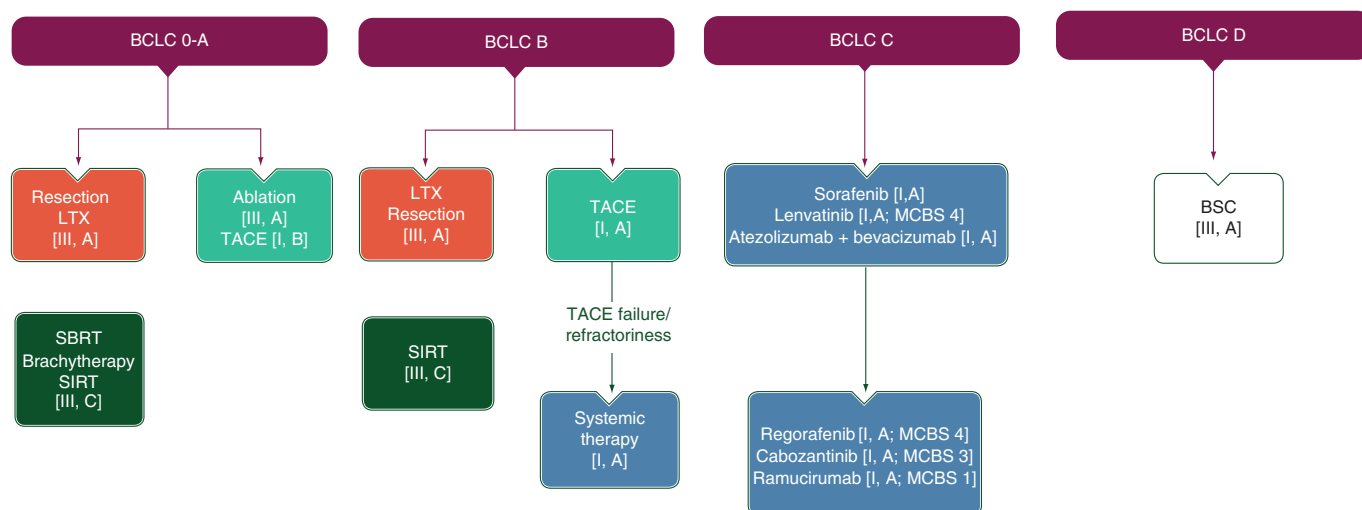 BCLC 0-A
BCLC B
BCLC C
BCLC D
Resection
LTX
[III, A]
Ablation
[III, A]
TACE [I, B]
LTX
Resection
[III, A]
TACE
[I, A]
Sorafenib [I,A]
Lenvatinib [I,A; MCBS 4]
Atezolizumab + bevacizumab [I, A]
BSC
[III, A]
SBRT
Brachytherapy
SIRT
[III, C]
SIRT
[III, C]
TACE failure/
refractoriness
Systemic
therapy
[I, A]
Regorafenib [I, A; MCBS 4]
Cabozantinib [I, A; MCBS 3]
Ramucirumab [I, A; MCBS 1]